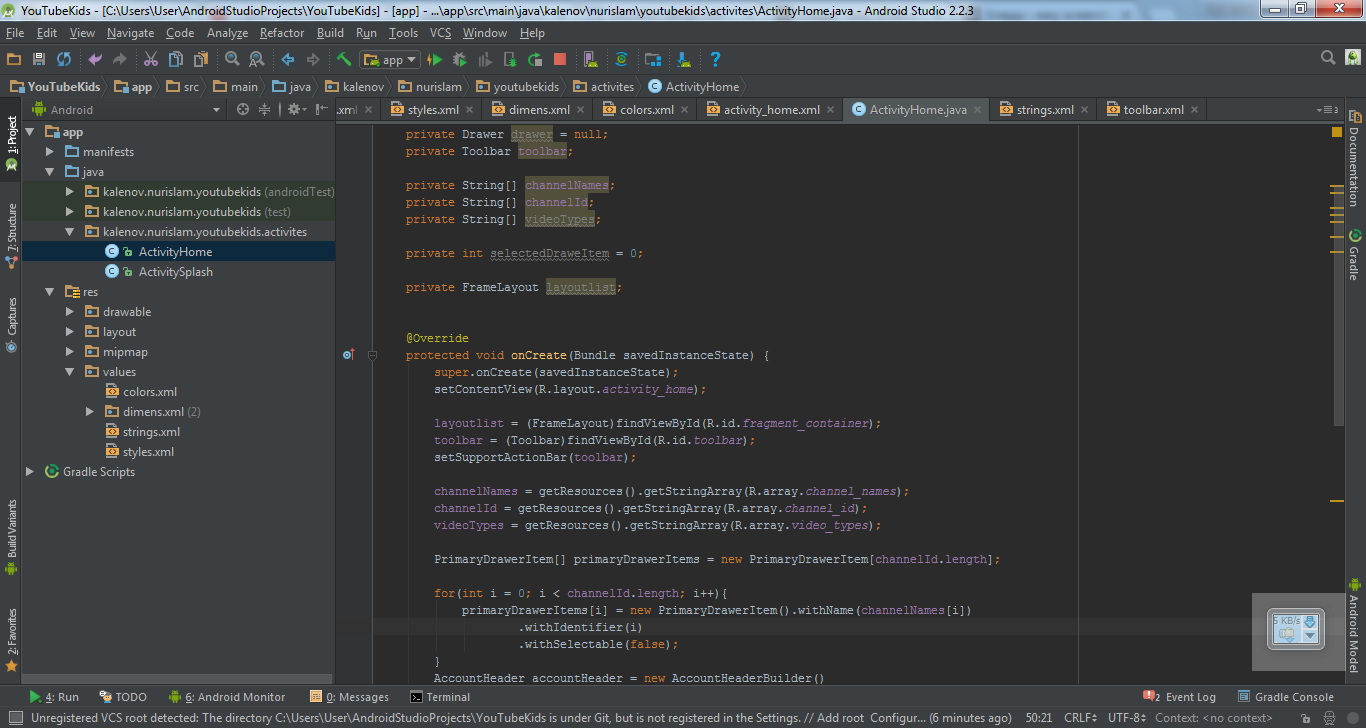 YouTubeKids - [C:\Users\User\AndroidStudioProjects\YouTubeKids] - [app] - ...\app\src\main\java\kalenov\nurislam\youtubekids\activites\ActivityHome.java - Android Studio 2.2.3
File Edit View Navigate Code Analyze Refactor Build Run Tools VCS Window Help
app
YouTubeKids app src main java kalenov nurislam youtubekids activites ActivityHome
Android
.xml styles.xml dimens.xml colors.xml activity_home.xml ActivityHome.java strings.xml toolbar.xml
1: Project
7: Structure
Captures
Build Variants
2: Favorites
app
manifests
java
kalenov.nurislam.youtubekids (androidTest)
kalenov.nurislam.youtubekids (test)
kalenov.nurislam.youtubekids.activites
ActivityHome
ActivitySplash
res
drawable
layout
mipmap
values
colors.xml
dimens.xml (2)
strings.xml
styles.xml
Gradle Scripts
private Drawer drawer = null;
private Toolbar toolbar;
private String[] channelNames;
private String[] channelId;
private String[] videoTypes;
private int selectedDraweItem = 0;
private FrameLayout layoutlist;
@Override
protected void onCreate(Bundle savedInstanceState) {
super.onCreate(savedInstanceState);
setContentView(R.layout.activity_home);
layoutlist = (FrameLayout)findViewById(R.id.fragment_container);
toolbar = (Toolbar)findViewById(R.id.toolbar);
setSupportActionBar(toolbar);
channelNames = getResources().getStringArray(R.array.channel_names);
channelId = getResources().getStringArray(R.array.channel_id);
videoTypes = getResources().getStringArray(R.array.video_types);
PrimaryDrawerItem[] primaryDrawerItems = new PrimaryDrawerItem[channelId.length];
for(int i = 0; i < channelId.length; i++){
primaryDrawerItems[i] = new PrimaryDrawerItem().withName(channelNames[i])
.withIdentifier(i)
.withSelectable(false);
}
AccountHeader accountHeader = new AccountHeaderBuilder()
Documentation
Gradle
Android Model
5 KB/s
4: Run TODO 6: Android Monitor 0: Messages Terminal 2 Event Log Gradle Console
Unregistered VCS root detected: The directory C:\Users\User\AndroidStudioProjects\YouTubeKids is under Git, but is not registered in the Settings. // Add root Configur... (6 minutes ago) 50:21 CRLF UTF-8 Context: <no context>